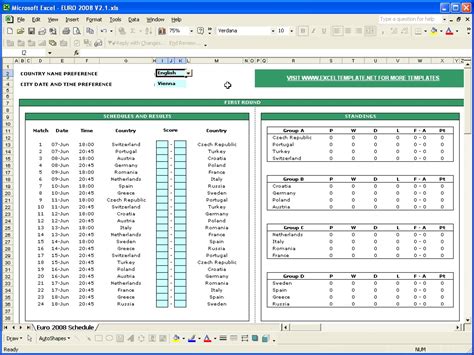 Microsoft Excel - EURO 2008 V2.1.xls
File Edit View Insert Format Tools Data Window Help
Type a question for help
75% Verdana 10
Reply with Changes... End Review...
COUNTRY NAME PREFERENCE English
CITY DATE AND TIME PREFERENCE Vienna
VISIT WWW.EXCELTEMPLATE.NET FOR MORE TEMPLATES
FIRST ROUND
SCHEDULES AND RESULTS
Match Date Time Country Score Country
1 07-Jun 18:00 Switzerland - Czech Republic
2 07-Jun 20:45 Portugal - Turkey
3 08-Jun 18:00 Austria - Croatia
4 08-Jun 20:45 Germany - Poland
5 09-Jun 18:00 Romania - France
6 09-Jun 20:45 Netherlands - Italy
7 10-Jun 18:00 Spain - Russia
8 10-Jun 20:45 Greece - Sweden
9 11-Jun 18:00 Czech Republic - Portugal
10 11-Jun 20:45 Switzerland - Turkey
11 12-Jun 18:00 Croatia - Germany
12 12-Jun 20:45 Austria - Poland
13 13-Jun 18:00 Italy - Romania
14 13-Jun 20:45 Netherlands - France
15 14-Jun 18:00 Sweden - Spain
16 14-Jun 20:45 Greece - Russia
17 15-Jun 20:45 Switzerland - Portugal
18 15-Jun 20:45 Turkey - Czech Republic
19 16-Jun 20:45 Poland - Croatia
20 16-Jun 20:45 Austria - Germany
21 17-Jun 20:45 Netherlands - Romania
22 17-Jun 20:45 France - Italy
23 18-Jun 20:45 Greece - Spain
24 18-Jun 20:45 Russia - Sweden
STANDINGS
Group A P W D L F - A Pt
Czech Republic 0 0 0 0 0 - 0 0
Portugal 0 0 0 0 0 - 0 0
Turkey 0 0 0 0 0 - 0 0
Switzerland 0 0 0 0 0 - 0 0
Group B P W D L F - A Pt
Croatia 0 0 0 0 0 - 0 0
Germany 0 0 0 0 0 - 0 0
Poland 0 0 0 0 0 - 0 0
Austria 0 0 0 0 0 - 0 0
Group C P W D L F - A Pt
Netherlands 0 0 0 0 0 - 0 0
France 0 0 0 0 0 - 0 0
Romania 0 0 0 0 0 - 0 0
Italy 0 0 0 0 0 - 0 0
Group D P W D L F - A Pt
Spain 0 0 0 0 0 - 0 0
Greece 0 0 0 0 0 - 0 0
Sweden 0 0 0 0 0 - 0 0
Russia 0 0 0 0 0 - 0 0
Euro 2008 Schedule
Draw AutoShapes
Ready NUM